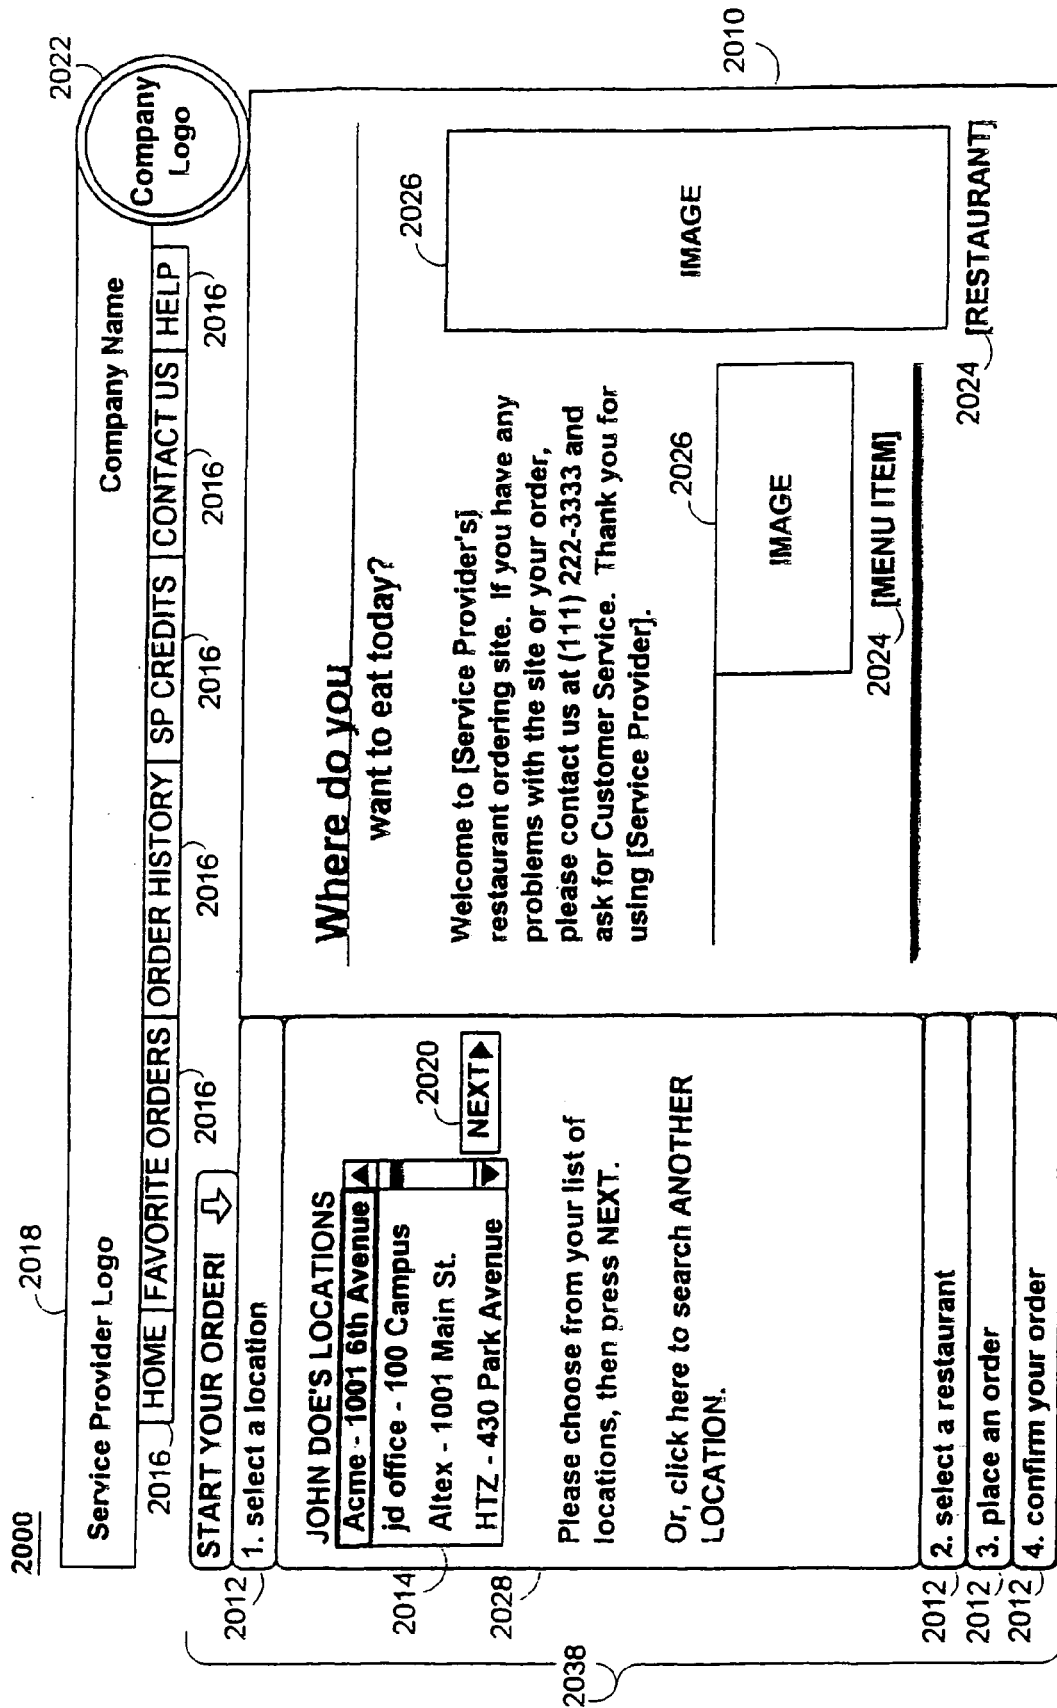 2000
2018
2022
Service Provider Logo
Company Name
Company
Logo
2016
HOME | FAVORITE ORDERS | ORDER HISTORY | SP CREDITS | CONTACT US | HELP
2016
2016
2016
2016
2016
START YOUR ORDER!
2012
1. select a location
JOHN DOE'S LOCATIONS
Acme - 1001 6th Avenue
jd office - 100 Campus
Altex - 1001 Main St.
HTZ - 430 Park Avenue
2014
2020
NEXT
2028
Please choose from your list of
locations, then press NEXT.
Or, click here to search ANOTHER
LOCATION.
2012
2. select a restaurant
2012
3. place an order
2012
4. confirm your order
2038
Where do you
want to eat today?
Welcome to [Service Provider's]
restaurant ordering site. If you have any
problems with the site or your order,
please contact us at (111) 222-3333 and
ask for Customer Service. Thank you for
using [Service Provider].
2026
IMAGE
2024
[MENU ITEM]
2026
IMAGE
2024
[RESTAURANT]
2010